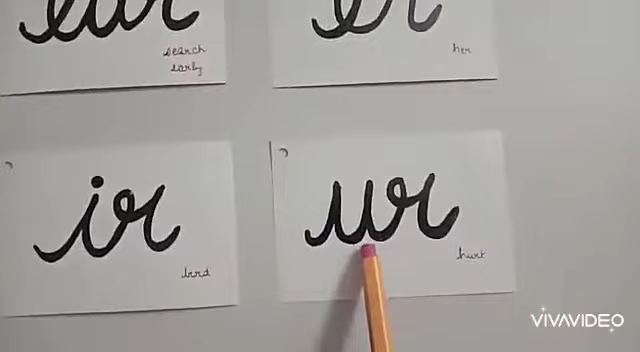 ear
search
early
er
her
ir
bird
ur
hurt
VIVAVIDEO